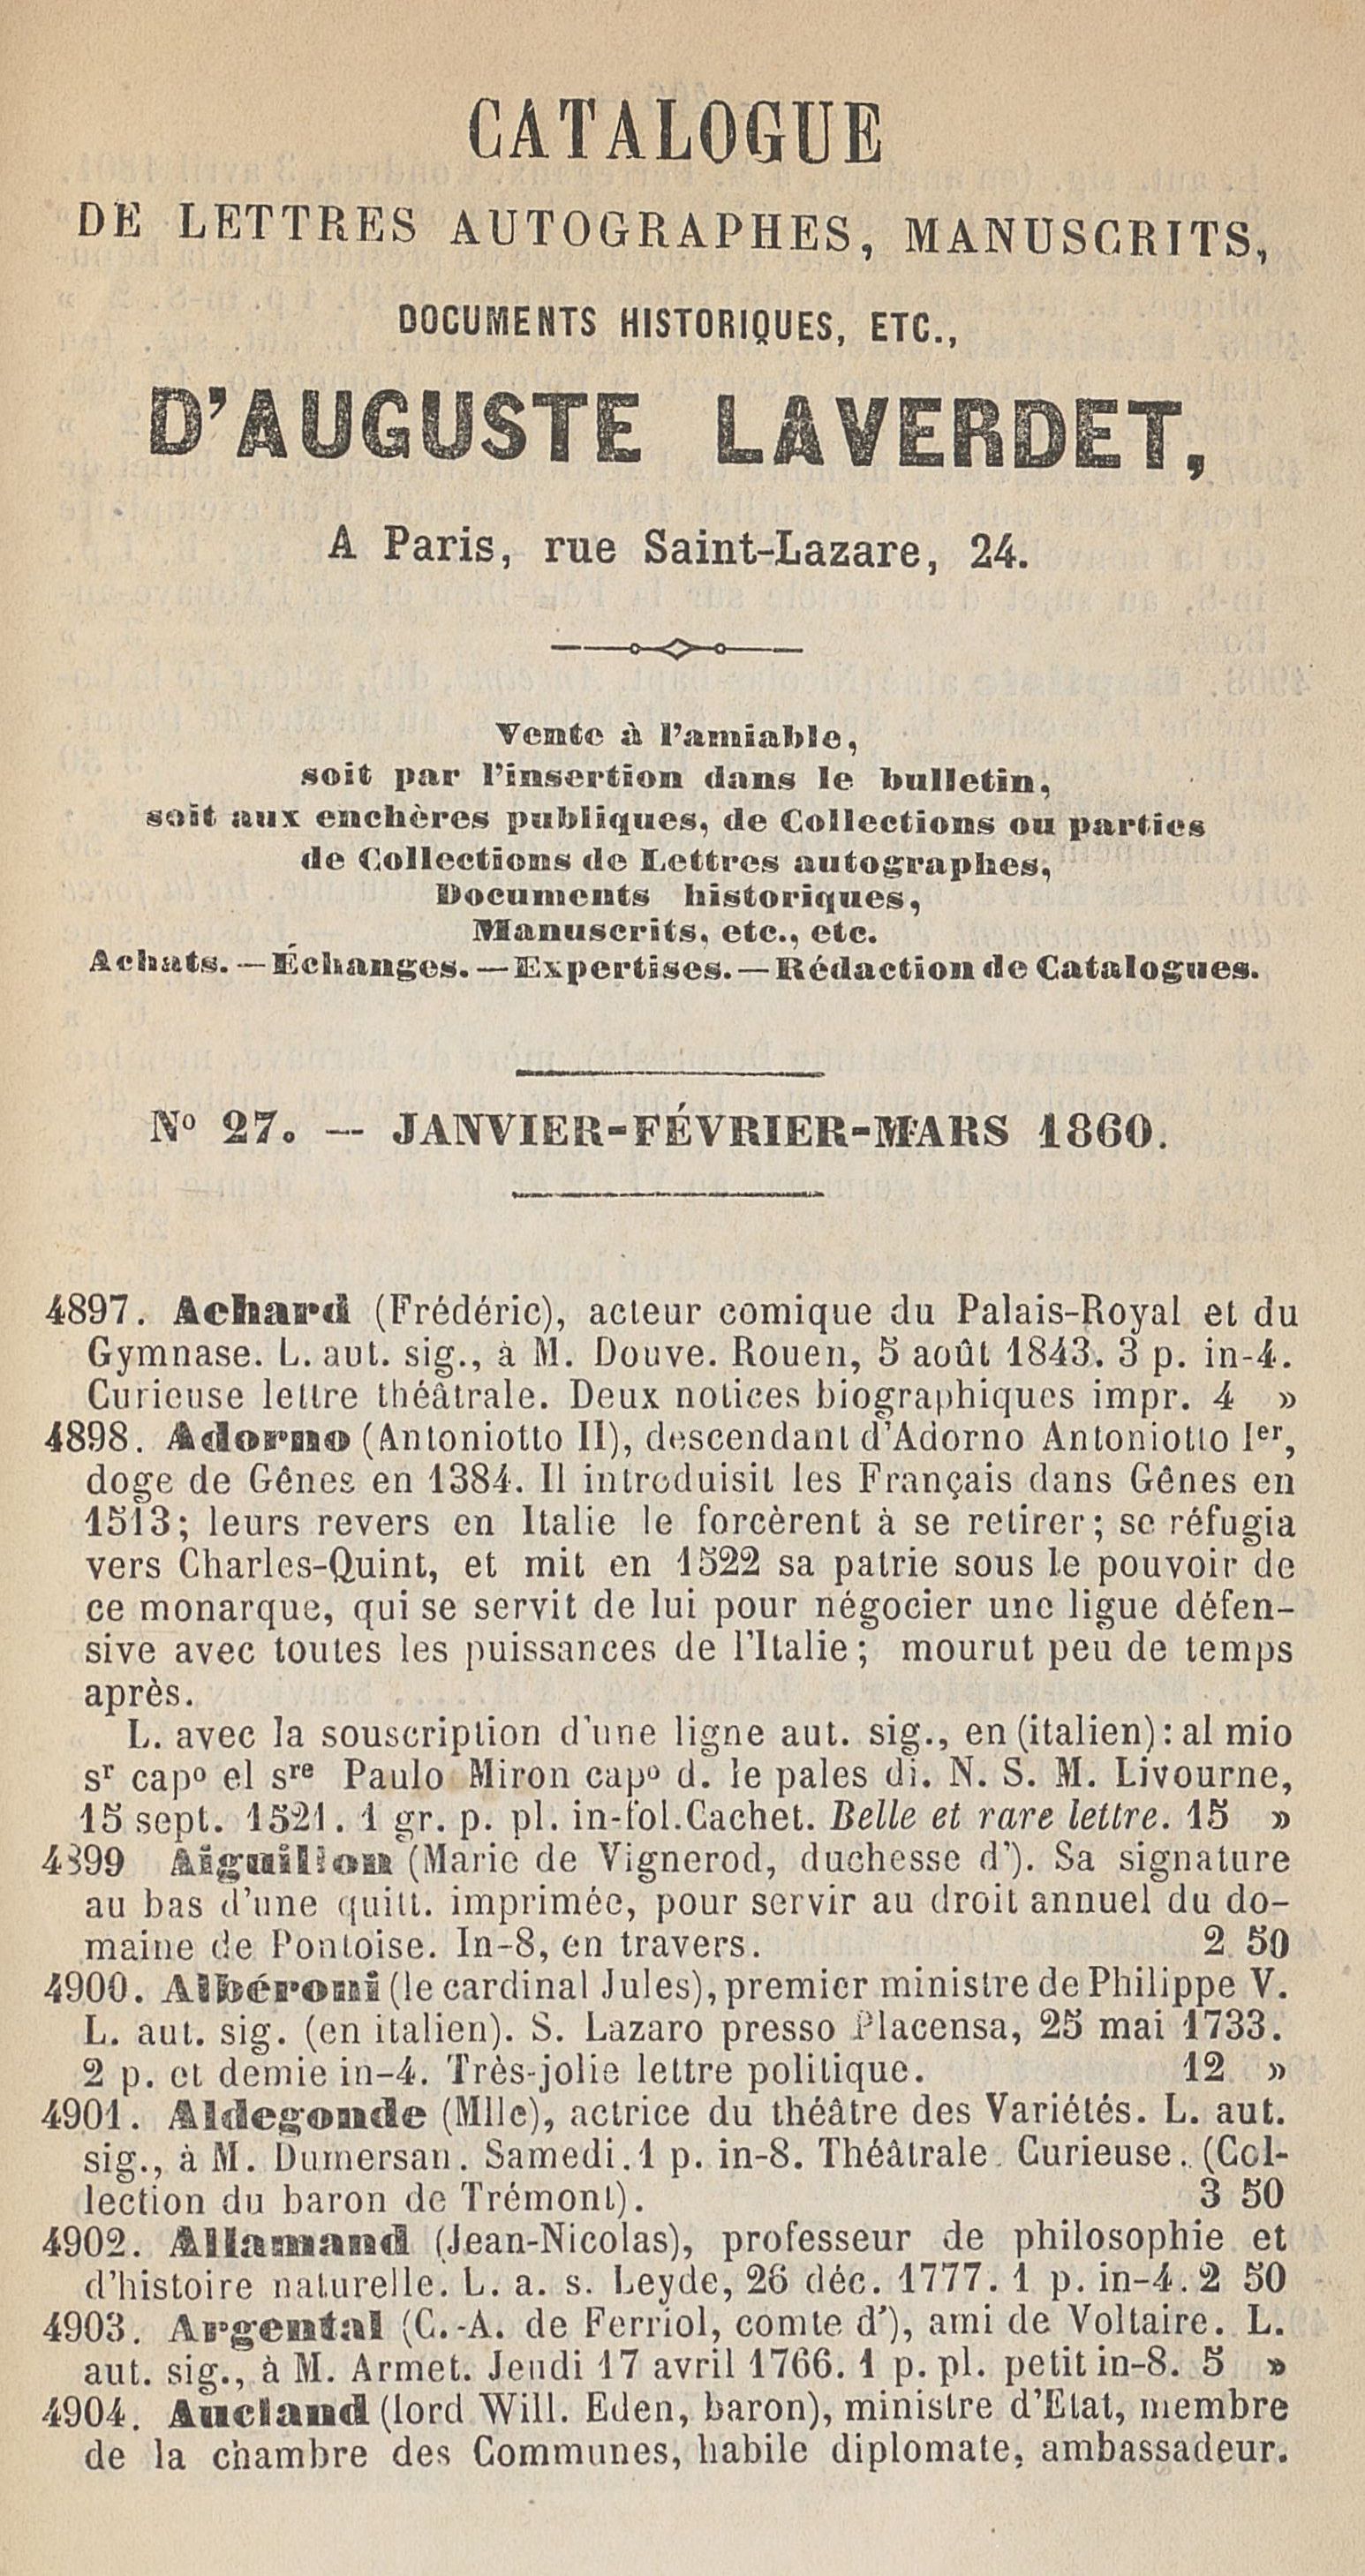 CATALOGUE
DE LETTRES AUTOGRAPHES, MANUSCRITS,
DOCUMENTS HISTORIQUES, ETC.,
D'AUGUSTE LAVERDET,
A Paris, rue Saint-Lazare, 24.
Vente à l'amiable,
soit par l'insertion dans le bulletin,
soit aux enchères publiques, de Collections ou parties
de Collections de Lettres autographes,
Documents historiques,
Manuscrits, etc., etc.
Achats. — Échanges. — Expertises. — Rédaction de Catalogues.
Nº 27. — JANVIER-FÉVRIER-MARS 1860.
4897. Achard (Frédéric), acteur comique du Palais-Royal et du
Gymnase. L. aut. sig., à M. Douve. Rouen, 5 août 1843. 3 p. in-4.
Curieuse lettre théâtrale. Deux notices biographiques impr. 4 »
4898. Adorno (Antoniotto II), descendant d'Adorno Antoniotto Ier,
doge de Gênes en 1384. Il introduisit les Français dans Gênes en
1513; leurs revers en Italie le forcèrent à se retirer; se réfugia
vers Charles-Quint, et mit en 1522 sa patrie sous le pouvoir de
ce monarque, qui se servit de lui pour négocier une ligue défen-
sive avec toutes les puissances de l'Italie; mourut peu de temps
après.
L. avec la souscription d'une ligne aut. sig., en (italien): al mio
sr capº el sre Paulo Miron capº d. le pales di. N. S. M. Livourne,
15 sept. 1521. 1 gr. p. pl. in-fol. Cachet. Belle et rare lettre. 15 »
4899 Aiguillon (Marie de Vignerod, duchesse d'). Sa signature
au bas d'une quitt. imprimée, pour servir au droit annuel du do-
maine de Pontoise. In-8, en travers. 2 50
4900. Albéroni (le cardinal Jules), premier ministre de Philippe V.
L. aut. sig. (en italien). S. Lazaro presso Placensa, 25 mai 1733.
2 p. et demie in-4. Très-jolie lettre politique. 12 »
4901. Aldegonde (Mlle), actrice du théâtre des Variétés. L. aut.
sig., à M. Dumersan. Samedi. 1 p. in-8. Théâtrale. Curieuse. (Col-
lection du baron de Trémont). 3 50
4902. Allamand (Jean-Nicolas), professeur de philosophie et
d'histoire naturelle. L. a. s. Leyde, 26 déc. 1777. 1 p. in-4. 2 50
4903. Argental (C.-A. de Ferriol, comte d'), ami de Voltaire. L.
aut. sig., à M. Armet. Jeudi 17 avril 1766. 1 p. pl. petit in-8. 5 »
4904. Aucland (lord Will. Eden, baron), ministre d'Etat, membre
de la chambre des Communes, habile diplomate, ambassadeur.